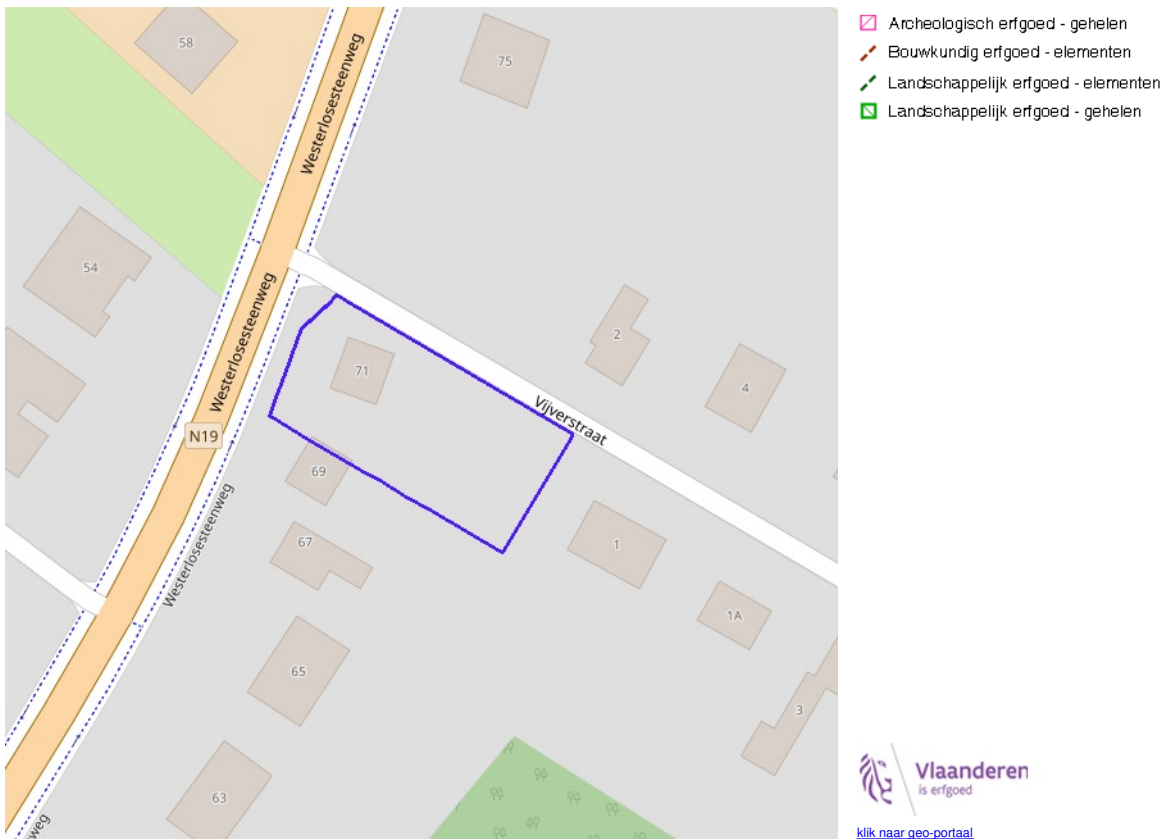 58
75
Westerlosesteenweg
54
Westerlosesteenweg
2
71
4
Vijverstraat
N19
69
Westerlosesteenweg
67
1
1A
65
3
63
weg
Archeologisch erfgoed - gehelen
Bouwkundig erfgoed - elementen
Landschappelijk erfgoed - elementen
Landschappelijk erfgoed - gehelen
Vlaanderen
is erfgoed
klik naar geo-portaal